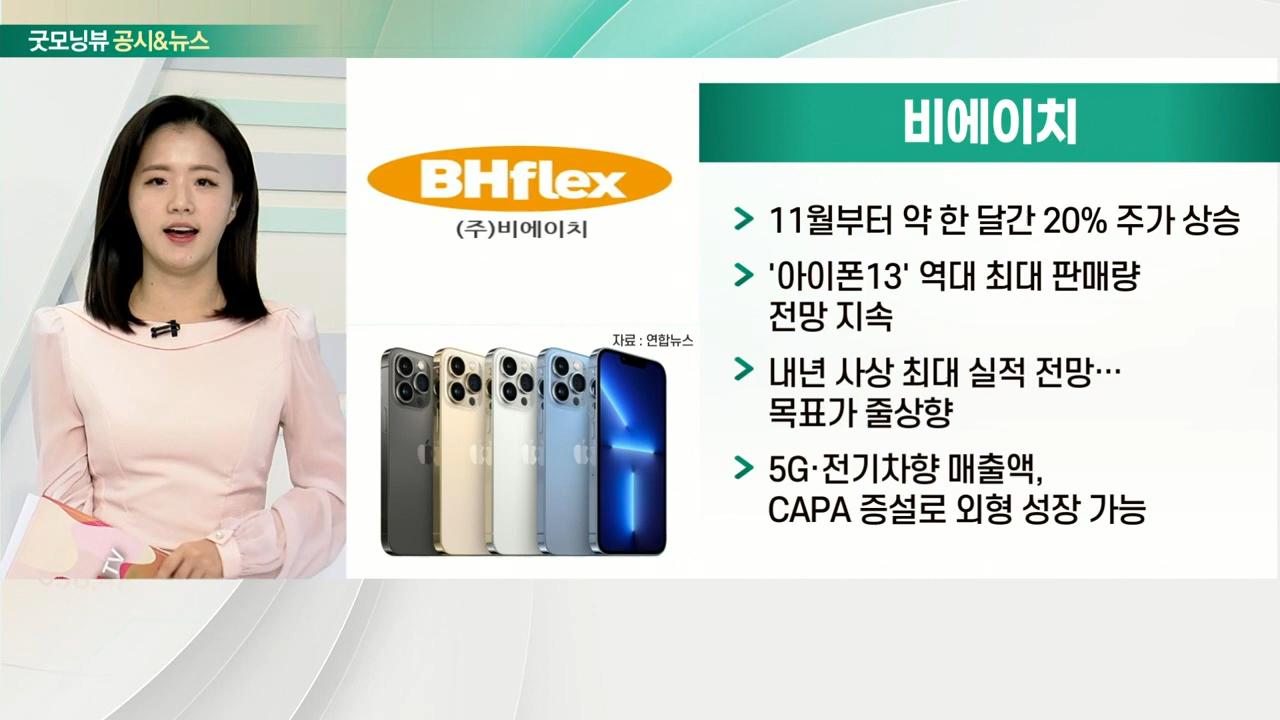 굿모닝뷰 공시&뉴스
BHflex
(주)비에이치
자료 : 연합뉴스
비에이치
11월부터 약 한 달간 20% 주가 상승
'아이폰13' 역대 최대 판매량
전망 지속
내년 사상 최대 실적 전망…
목표가 줄상향
5G·전기차향 매출액,
CAPA 증설로 외형 성장 가능
TV